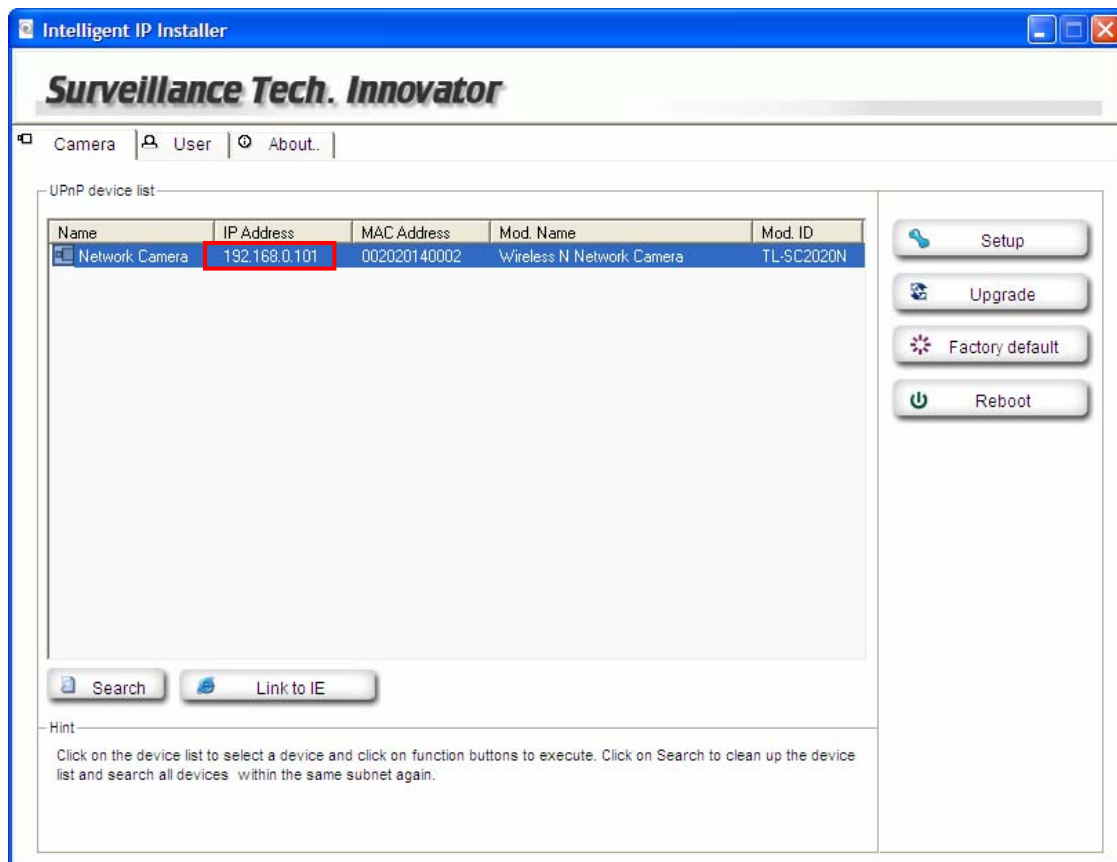 Intelligent IP Installer
Surveillance Tech. Innovator
Camera User About..
UPnP device list
Name IP Address MAC Address Mod. Name Mod. ID
Network Camera 192.168.0.101 002020140002 Wireless N Network Camera TL-SC2020N
Setup
Upgrade
Factory default
Reboot
Search Link to IE
Hint
Click on the device list to select a device and click on function buttons to execute. Click on Search to clean up the device
list and search all devices within the same subnet again.